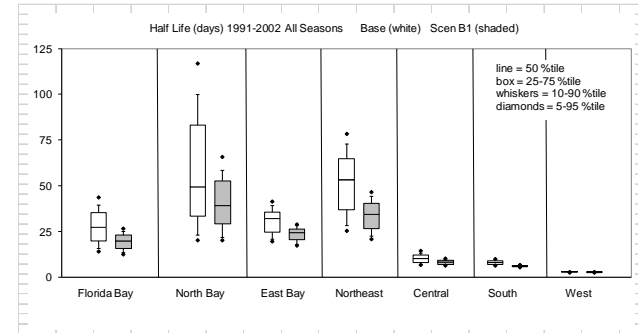 Half Life (days) 1991-2002 All Seasons Base (white) Scen B1 (shaded)
line = 50 %tile
box = 25-75 %tile
whiskers = 10-90 %tile
diamonds = 5-95 %tile
125
100
75
50
25
0
Florida Bay North Bay East Bay Northeast Central South West